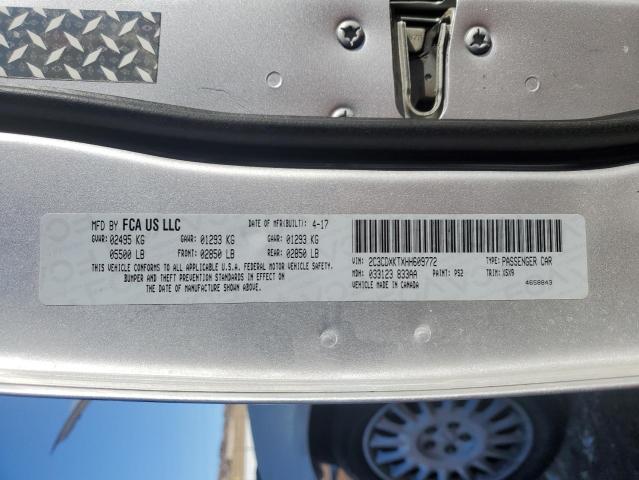 MFD BY FCA US LLC DATE OF MFR(BUILT): 4-17
GVWR: 02495 KG GAWR: 01293 KG GAWR: 01293 KG
05500 LB FRONT: 02850 LB REAR: 02850 LB
THIS VEHICLE CONFORMS TO ALL APPLICABLE U.S.A. FEDERAL MOTOR VEHICLE SAFETY,
BUMPER AND THEFT PREVENTION STANDARDS IN EFFECT ON
THE DATE OF MANUFACTURE SHOWN ABOVE.
VIN: 2C3CDXKTXHH609772 TYPE: PASSENGER CAR
MDH: 033123 833AA PAINT: PS2 TRIM: X5X9
VEHICLE MADE IN CANADA 4658843